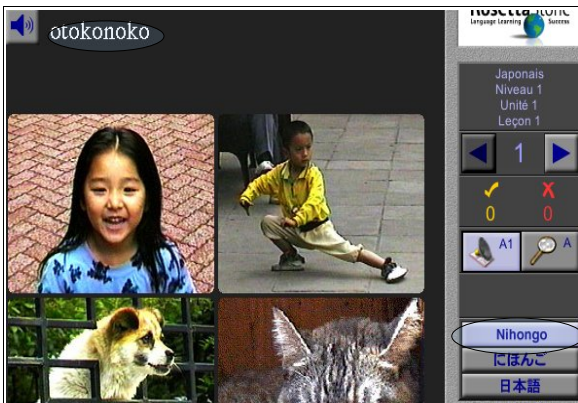 otokonoko
Rosetta Stone
Language Learning Success
Japonais
Niveau 1
Unité 1
Leçon 1
1
0 0
A1 A
Nihongo
にほんご
日本語